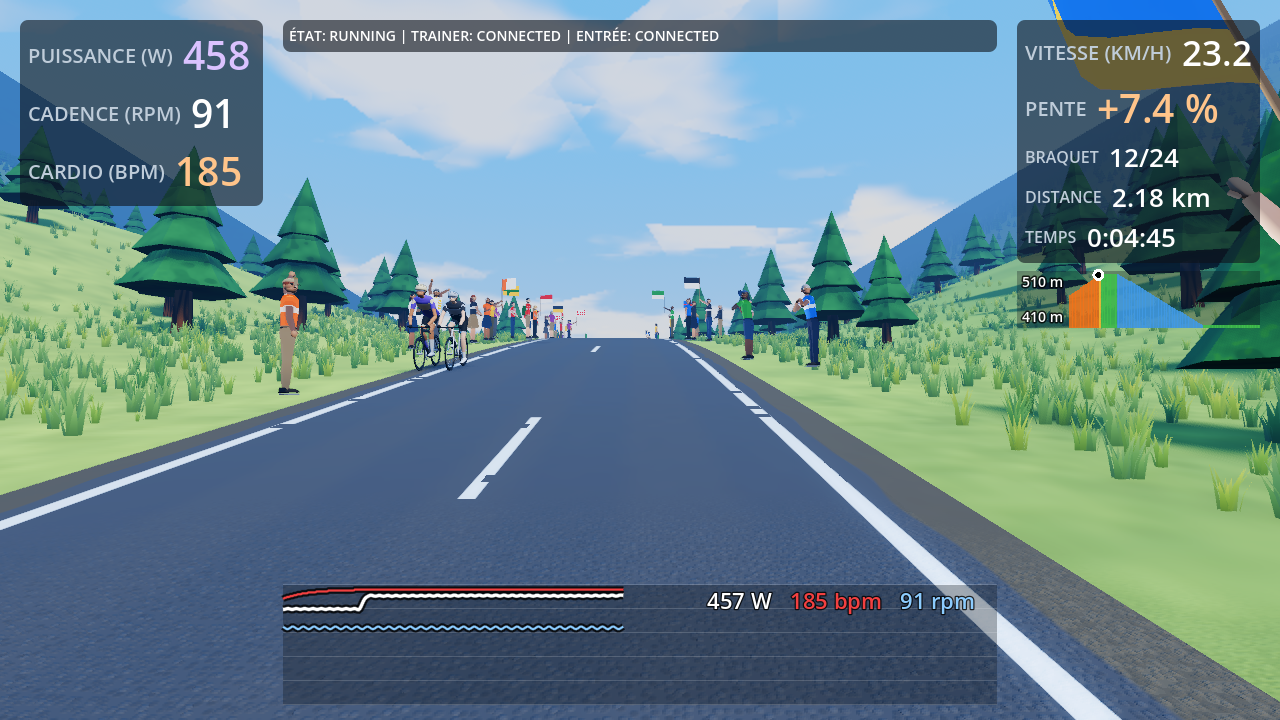 PUISSANCE (W) 458
CADENCE (RPM) 91
CARDIO (BPM) 185
ÉTAT: RUNNING | TRAINER: CONNECTED | ENTRÉE: CONNECTED
VITESSE (KM/H) 23.2
PENTE +7.4 %
BRAQUET 12/24
DISTANCE 2.18 km
TEMPS 0:04:45
510 m
410 m
457 W 185 bpm 91 rpm